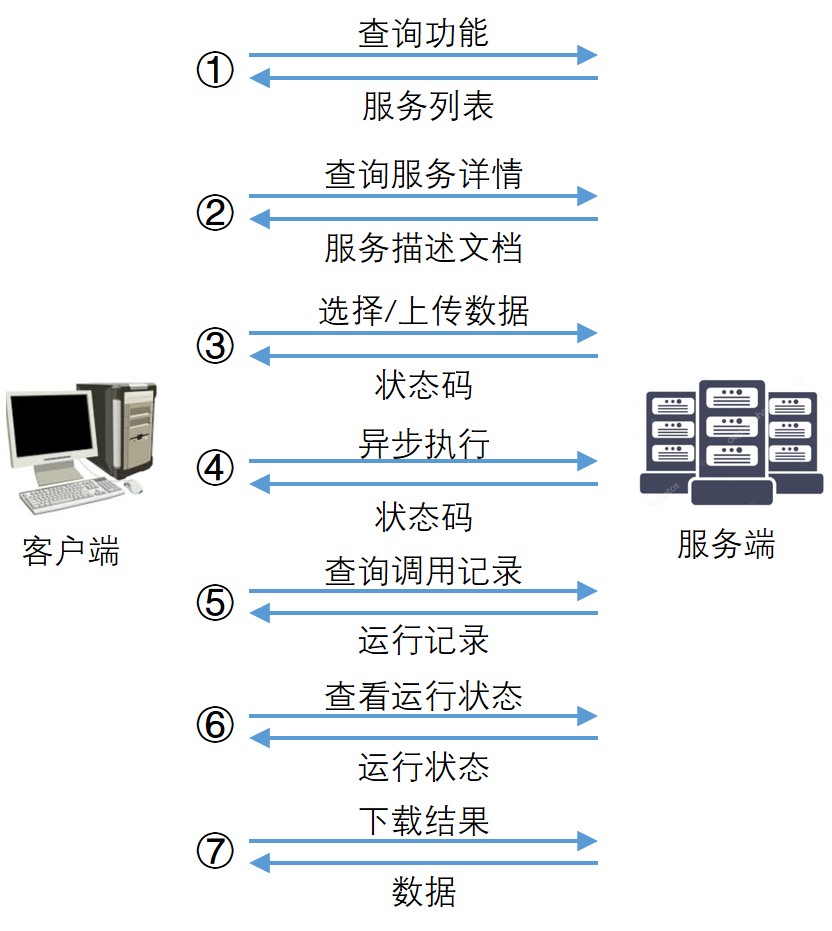 查询功能
①
服务列表
查询服务详情
②
服务描述文档
选择/上传数据
③
状态码
异步执行
④
状态码
客户端
服务端
查询调用记录
⑤
运行记录
查看运行状态
⑥
运行状态
下载结果
⑦
数据